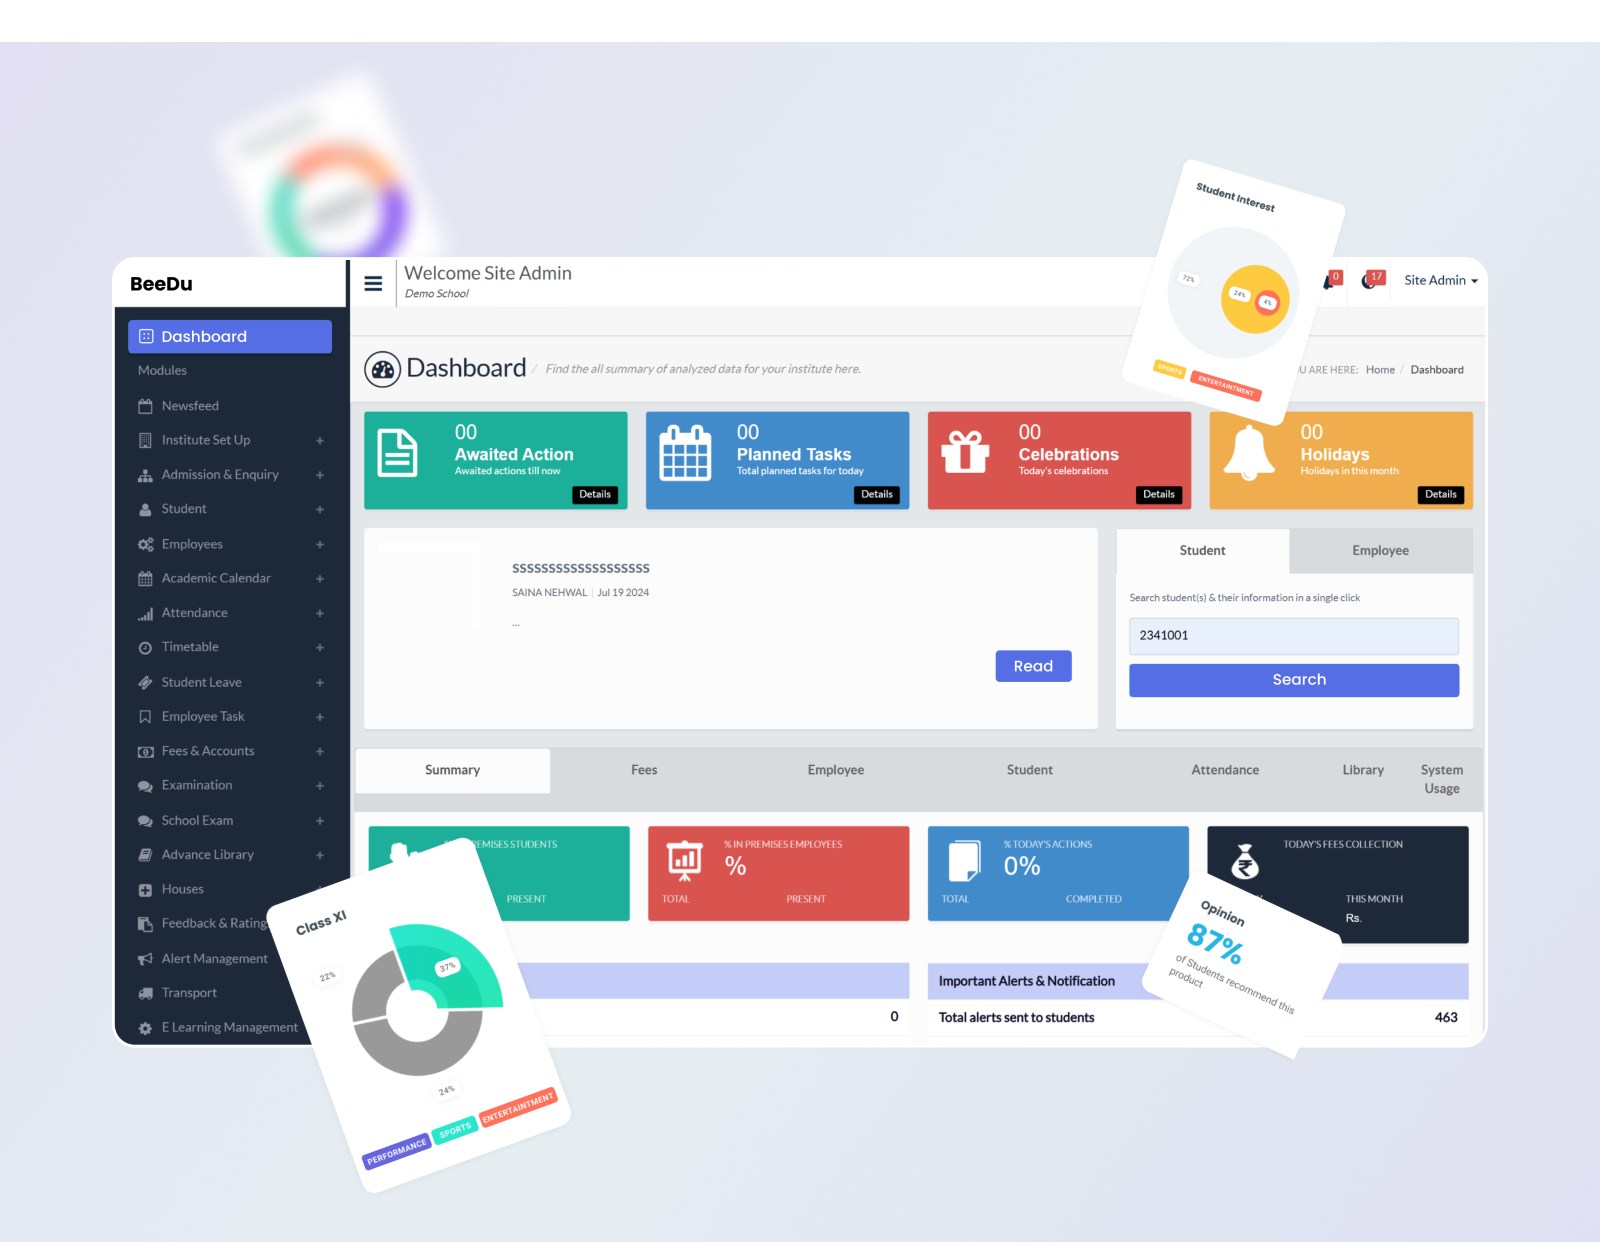 Student Interest
72%
24%
4%
SPORTS
ENTERTAINTMENT
BeeDu
Welcome Site Admin
Demo School
0
17
Site Admin
Dashboard
Modules
Newsfeed
Institute Set Up +
Admission & Enquiry +
Student +
Employees +
Academic Calendar +
Attendance +
Timetable +
Student Leave +
Employee Task +
Fees & Accounts +
Examination +
School Exam +
Advance Library +
Houses
Feedback & Rating
Alert Management
Transport
E Learning Management
Dashboard / Find the all summary of analyzed data for your institute here.
U ARE HERE: Home / Dashboard
00
Awaited Action
Awaited actions till now
Details
00
Planned Tasks
Total planned tasks for today
Details
00
Celebrations
Today's celebrations
Details
00
Holidays
Holidays in this month
Details
sssssssssssssssssss
SAINA NEHWAL | Jul 19 2024
...
Read
Student
Employee
Search student(s) & their information in a single click
2341001
Search
Summary
Fees
Employee
Student
Attendance
Library
System
Usage
EMISES STUDENTS
PRESENT
% IN PREMISES EMPLOYEES
%
TOTAL PRESENT
% TODAY'S ACTIONS
0%
TOTAL COMPLETED
TODAY'S FEES COLLECTION
THIS MONTH
Rs.
0
Important Alerts & Notification
Total alerts sent to students 463
Class XI
22%
37%
24%
PERFORMANCE
SPORTS
ENTERTAINTMENT
Opinion
87%
of Students recommend this
product